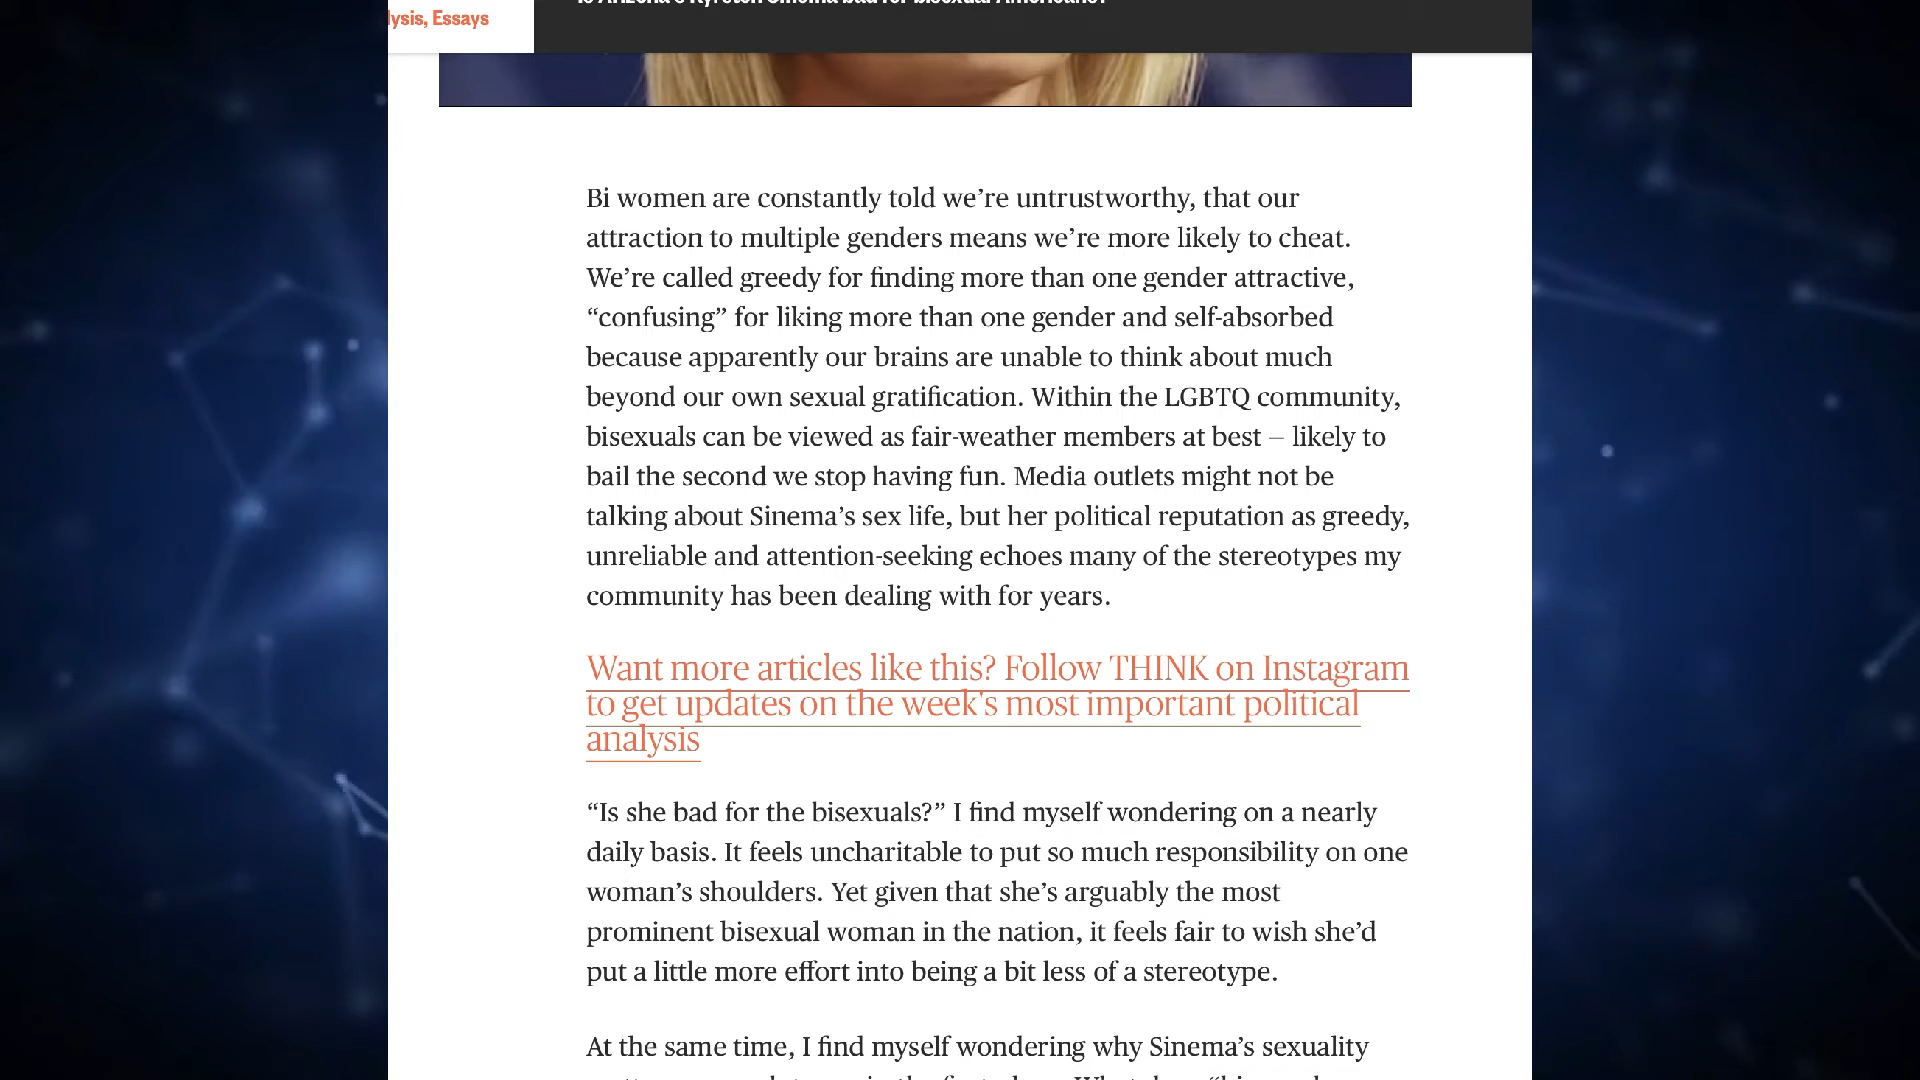 lysis, Essays
Is Arizona's Kyrsten Sinema bad for bisexual Americans?
Bi women are constantly told we’re untrustworthy, that our
attraction to multiple genders means we’re more likely to cheat.
We’re called greedy for finding more than one gender attractive,
“confusing” for liking more than one gender and self-absorbed
because apparently our brains are unable to think about much
beyond our own sexual gratification. Within the LGBTQ community,
bisexuals can be viewed as fair-weather members at best — likely to
bail the second we stop having fun. Media outlets might not be
talking about Sinema’s sex life, but her political reputation as greedy,
unreliable and attention-seeking echoes many of the stereotypes my
community has been dealing with for years.
Want more articles like this? Follow THINK on Instagram
to get updates on the week's most important political
analysis
“Is she bad for the bisexuals?” I find myself wondering on a nearly
daily basis. It feels uncharitable to put so much responsibility on one
woman’s shoulders. Yet given that she’s arguably the most
prominent bisexual woman in the nation, it feels fair to wish she’d
put a little more effort into being a bit less of a stereotype.
At the same time, I find myself wondering why Sinema’s sexuality